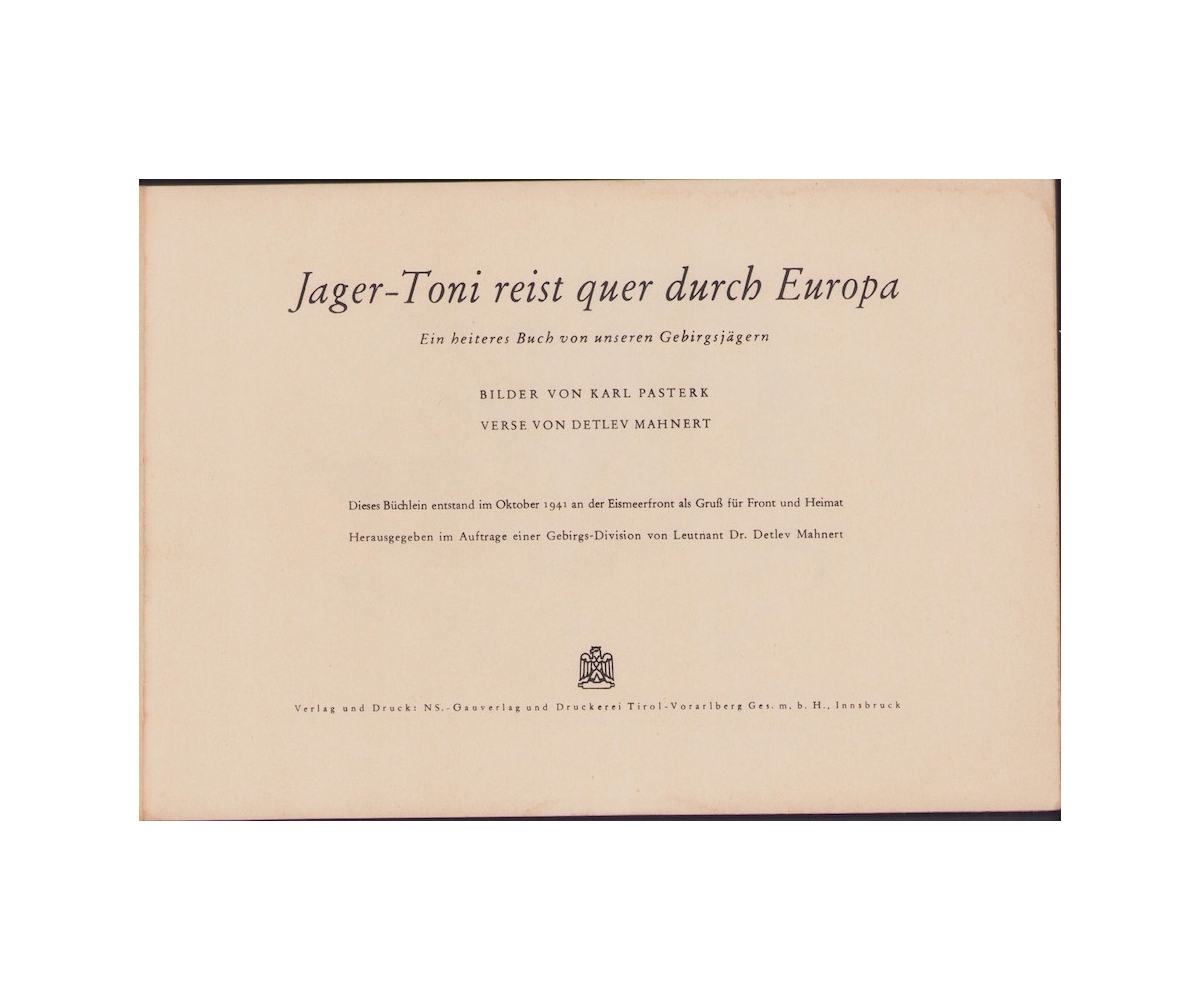 Jager-Toni reist quer durch Europa
Ein heiteres Buch von unseren Gebirgsjägern
BILDER VON KARL PASTERK
VERSE VON DETLEV MAHNERT
Dieses Büchlein entstand im Oktober 1941 an der Eismeerfront als Gruß für Front und Heimat
Herausgegeben im Auftrage einer Gebirgs-Division von Leutnant Dr. Detlev Mahnert
Verlag und Druck: NS.-Gauverlag und Druckerei Tirol-Vorarlberg Ges. m. b. H., Innsbruck